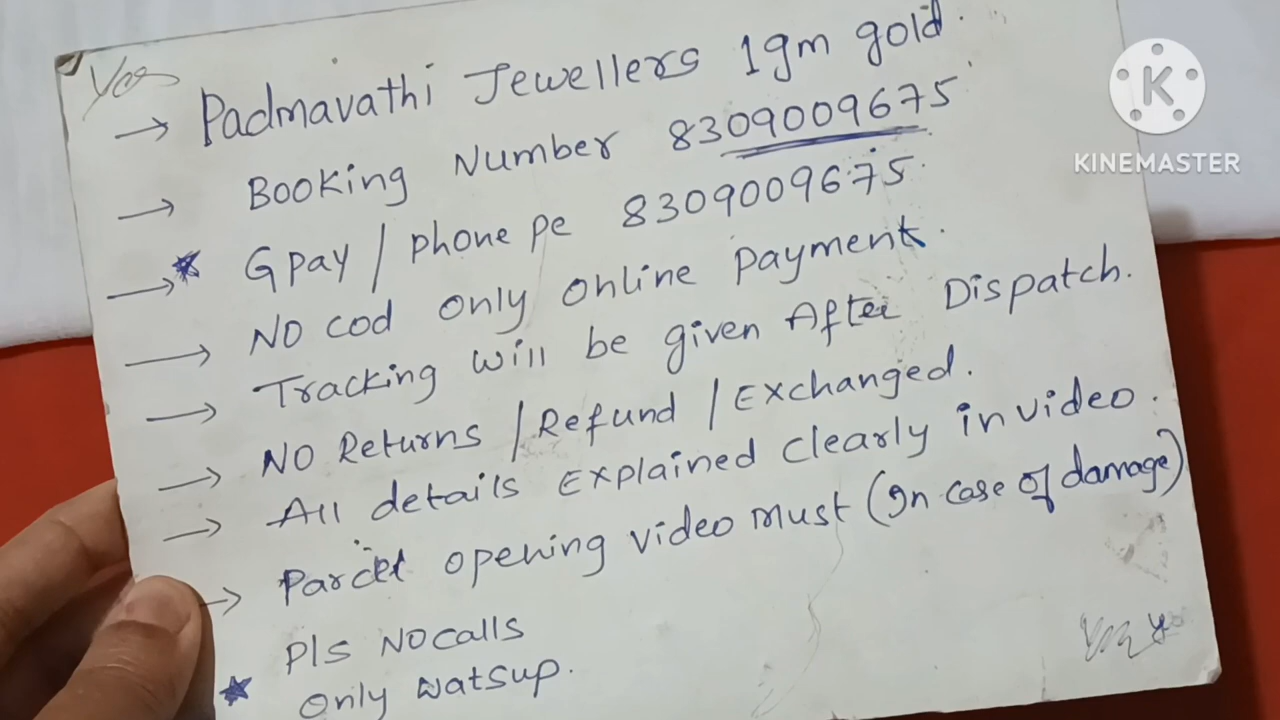 Yes
→ Padmavathi Jewellers 1gm gold.
→ Booking Number 8309009675
→ * Gpay / Phone pe 8309009675.
→ NO cod only online payment.
→ Tracking will be given After Dispatch.
→ NO Returns / Refund / Exchanged.
→ All details Explained clearly in video.
→ Parcel opening video must (In case of damage)
Pls NO calls
* only watsup.
KINEMASTER